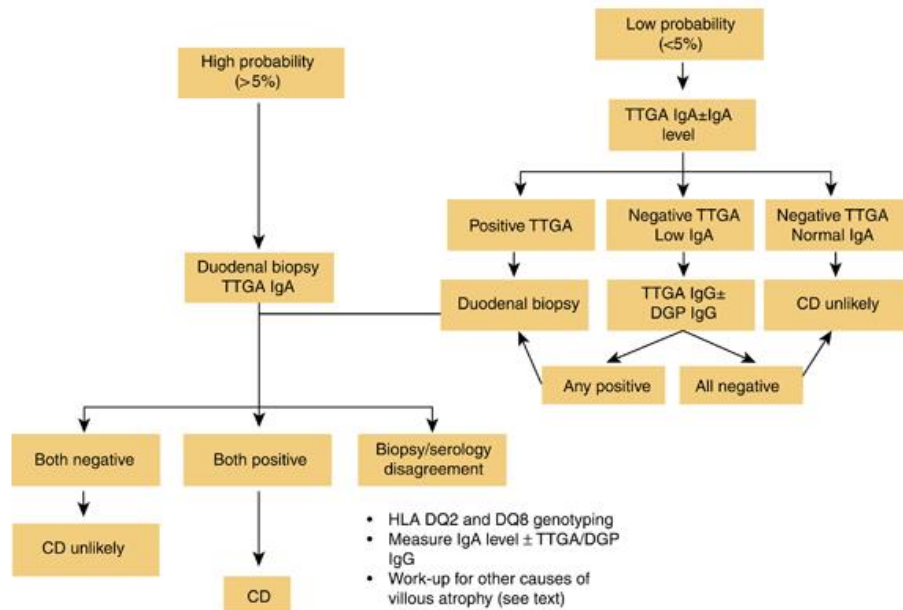 Low probability
(<5%)
High probability
(>5%)
TTGA IgA±IgA
level
Positive TTGA
Negative TTGA
Low IgA
Negative TTGA
Normal IgA
Duodenal biopsy
TTGA IgA
Duodenal biopsy
TTGA IgG±
DGP IgG
CD unlikely
Any positive
All negative
Both negative
Both positive
Biopsy/serology
disagreement
CD unlikely
CD
• HLA DQ2 and DQ8 genotyping
• Measure IgA level ± TTGA/DGP
IgG
• Work-up for other causes of
villous atrophy (see text)